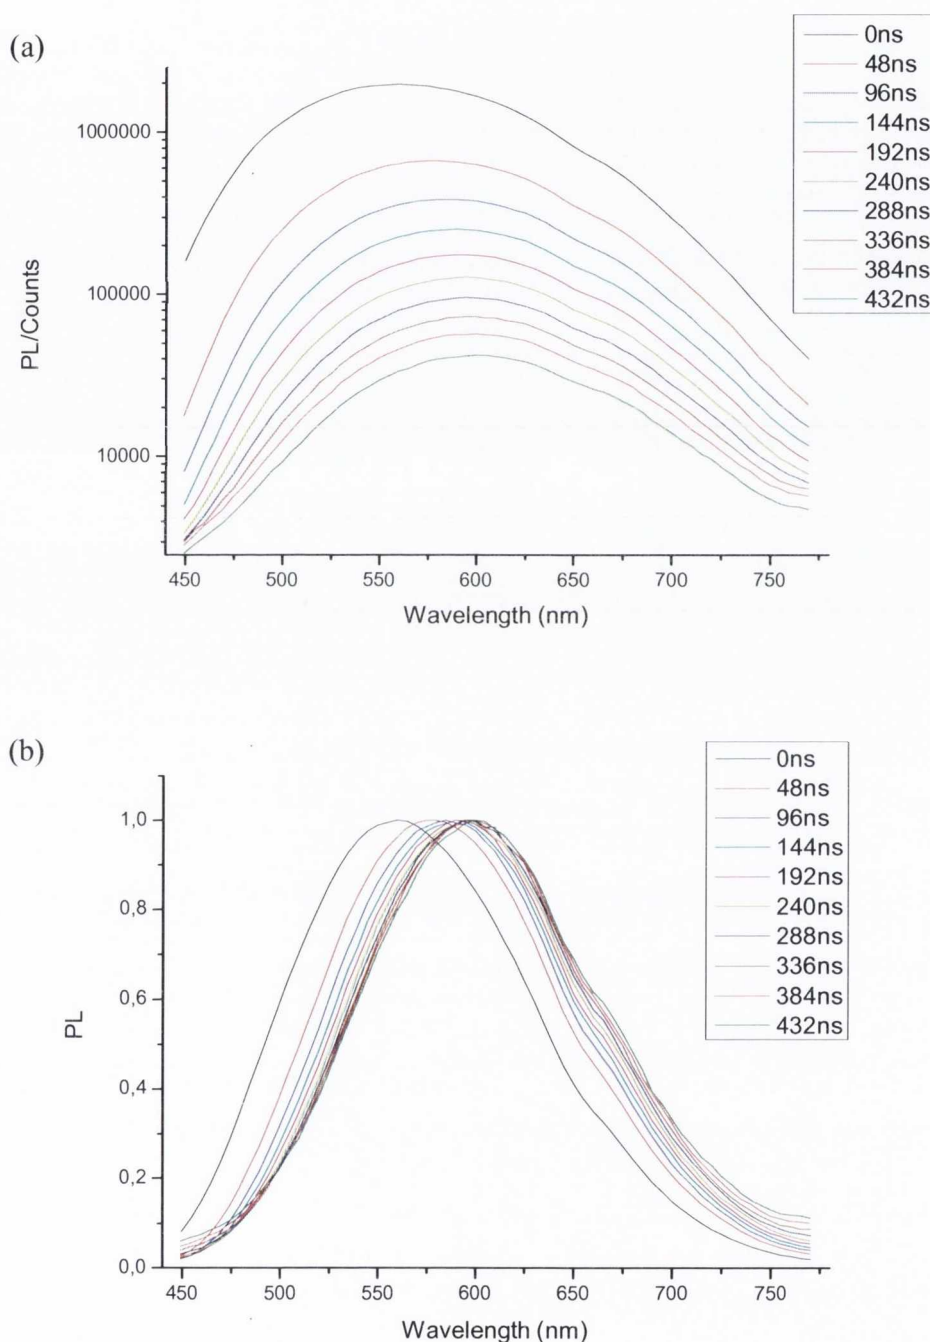 (a)
0ns
48ns
96ns
144ns
192ns
240ns
288ns
336ns
384ns
432ns
1000000
100000
10000
PL/Counts
450 500 550 600 650 700 750
Wavelength (nm)
(b)
0ns
48ns
96ns
144ns
192ns
240ns
288ns
336ns
384ns
432ns
1,0
0,8
0,6
0,4
0,2
0,0
PL
450 500 550 600 650 700 750
Wavelength (nm)